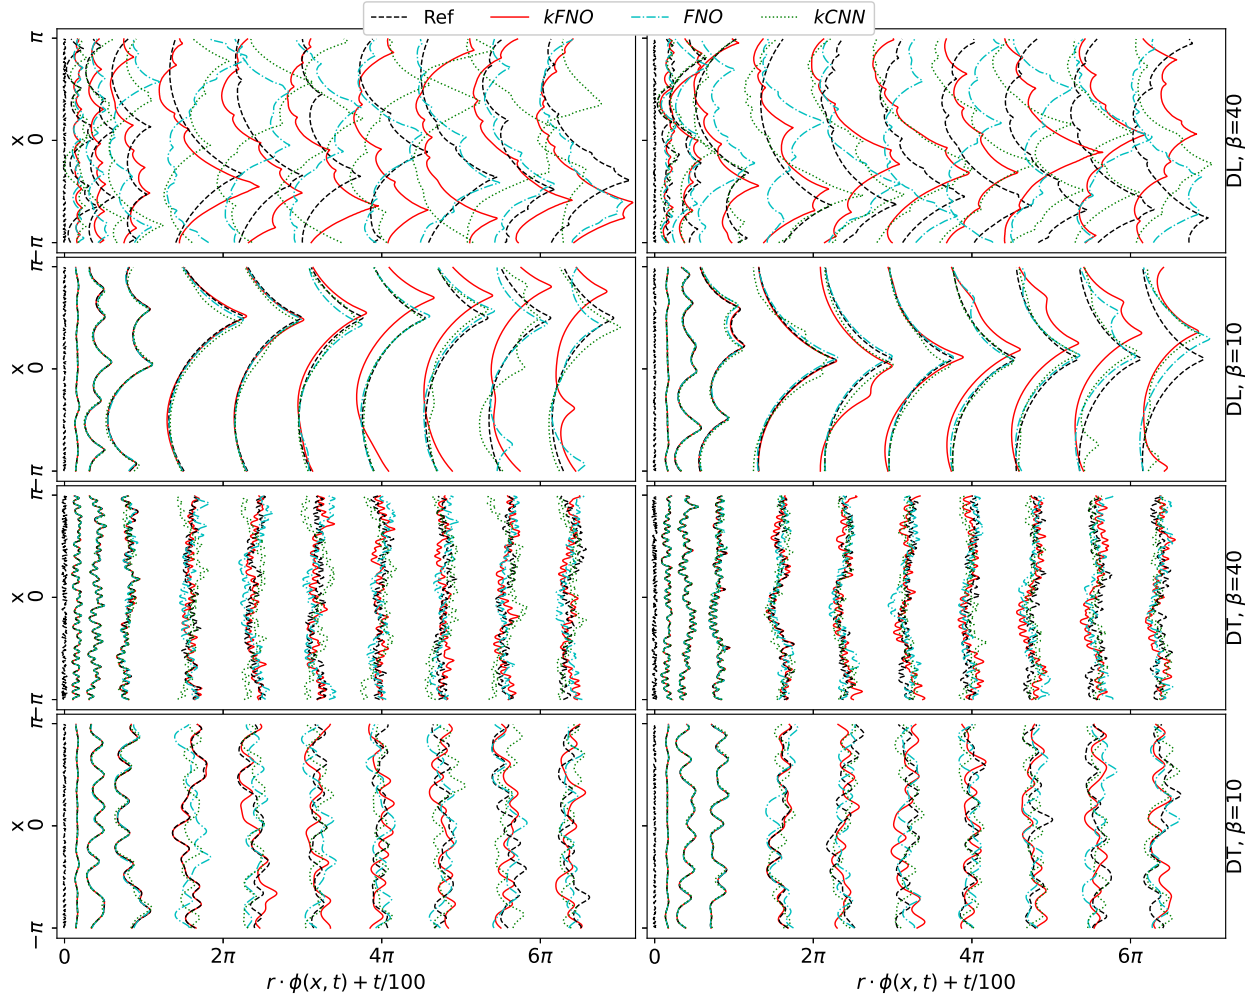 Ref kFNO FNO kCNN
π
x
0
−π
DL, β=40
π
x
0
−π
DL, β=10
π
x
0
−π
DT, β=40
π
x
0
−π
DT, β=10
0 2π 4π 6π
0 2π 4π 6π
r · ϕ(x, t) + t/100
r · ϕ(x, t) + t/100